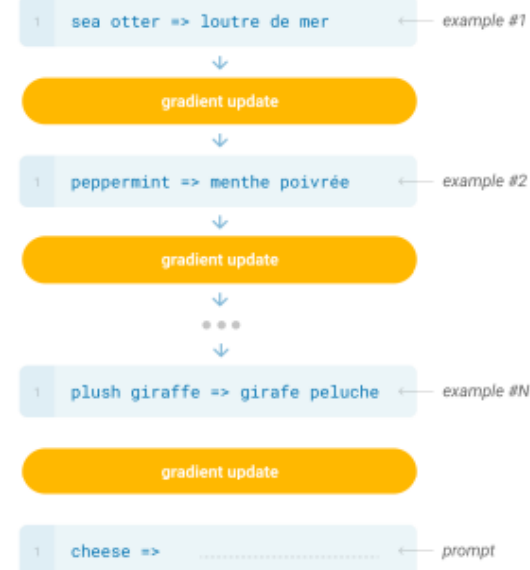 1 sea otter => loutre de mer ← example #1
gradient update
1 peppermint => menthe poivrée ← example #2
gradient update
•••
1 plush giraffe => girafe peluche ← example #N
gradient update
1 cheese => .................... ← prompt